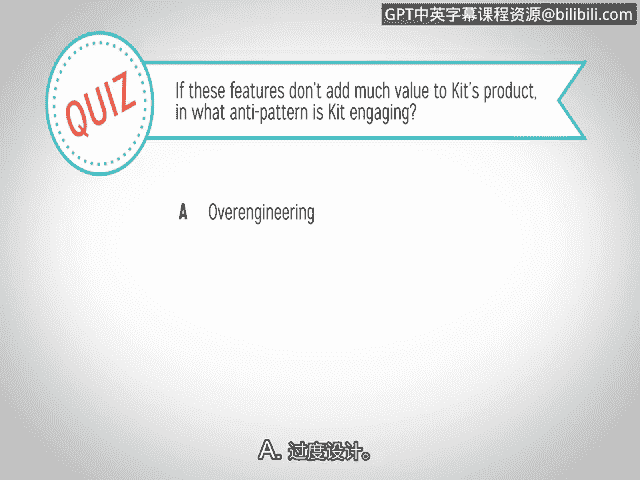 GPT中英字幕课程资源@bilibili.com
QUIZ
If these features don't add much value to Kit's product,
in what anti-pattern is Kit engaging?
A Overengineering
A. 过度设计。